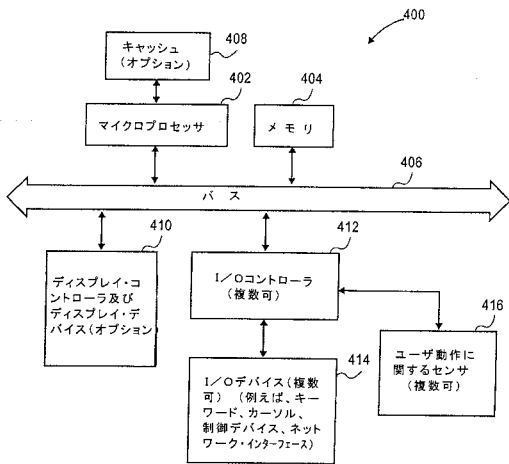 400
キャッシュ
(オプション)
408
402
マイクロプロセッサ
404
メモリ
406
バス
410
ディスプレイ・コ
ントローラ及び
ディスプレイ・デ
バイス(オプション
412
I/Oコントローラ
(複数可)
416
ユーザ動作に
関するセンサ
(複数可)
414
I/Oデバイス(複数
可) (例えば、キー
ワード、カーソル、
制御デバイス、ネット
ワーク・インターフェース)